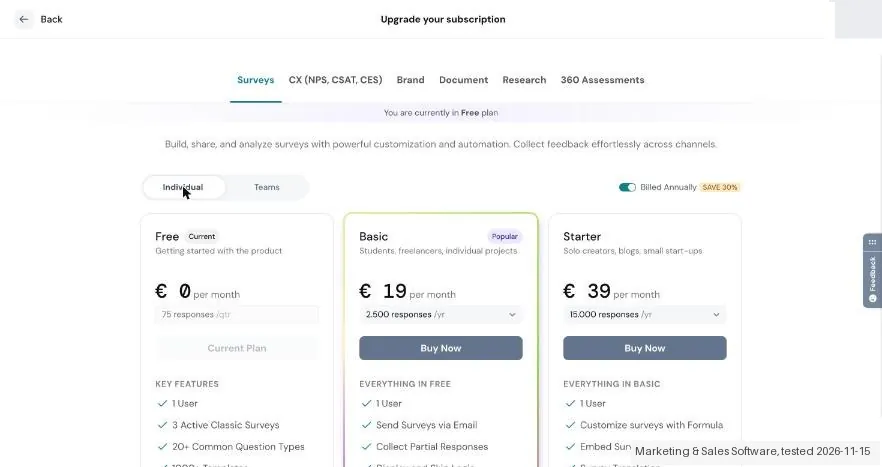 Back
Upgrade your subscription
Surveys
CX (NPS, CSAT, CES)
Brand
Document
Research
360 Assessments
You are currently in Free plan
Build, share, and analyze surveys with powerful customization and automation. Collect feedback effortlessly across channels.
Individual
Teams
Billed Annually SAVE 30%
Free Current
Getting started with the product
€ 0 per month
75 responses /qtr
Current Plan
KEY FEATURES
1 User
3 Active Classic Surveys
20+ Common Question Types
Basic Popular
Students, freelancers, individual projects
€ 19 per month
2.500 responses /yr
Buy Now
EVERYTHING IN FREE
1 User
Send Surveys via Email
Collect Partial Responses
Starter
Solo creators, blogs, small start-ups
€ 39 per month
15.000 responses /yr
Buy Now
EVERYTHING IN BASIC
1 User
Customize surveys with Formula
Embed Sur
Feedback
Marketing & Sales Software, tested 2026-11-15